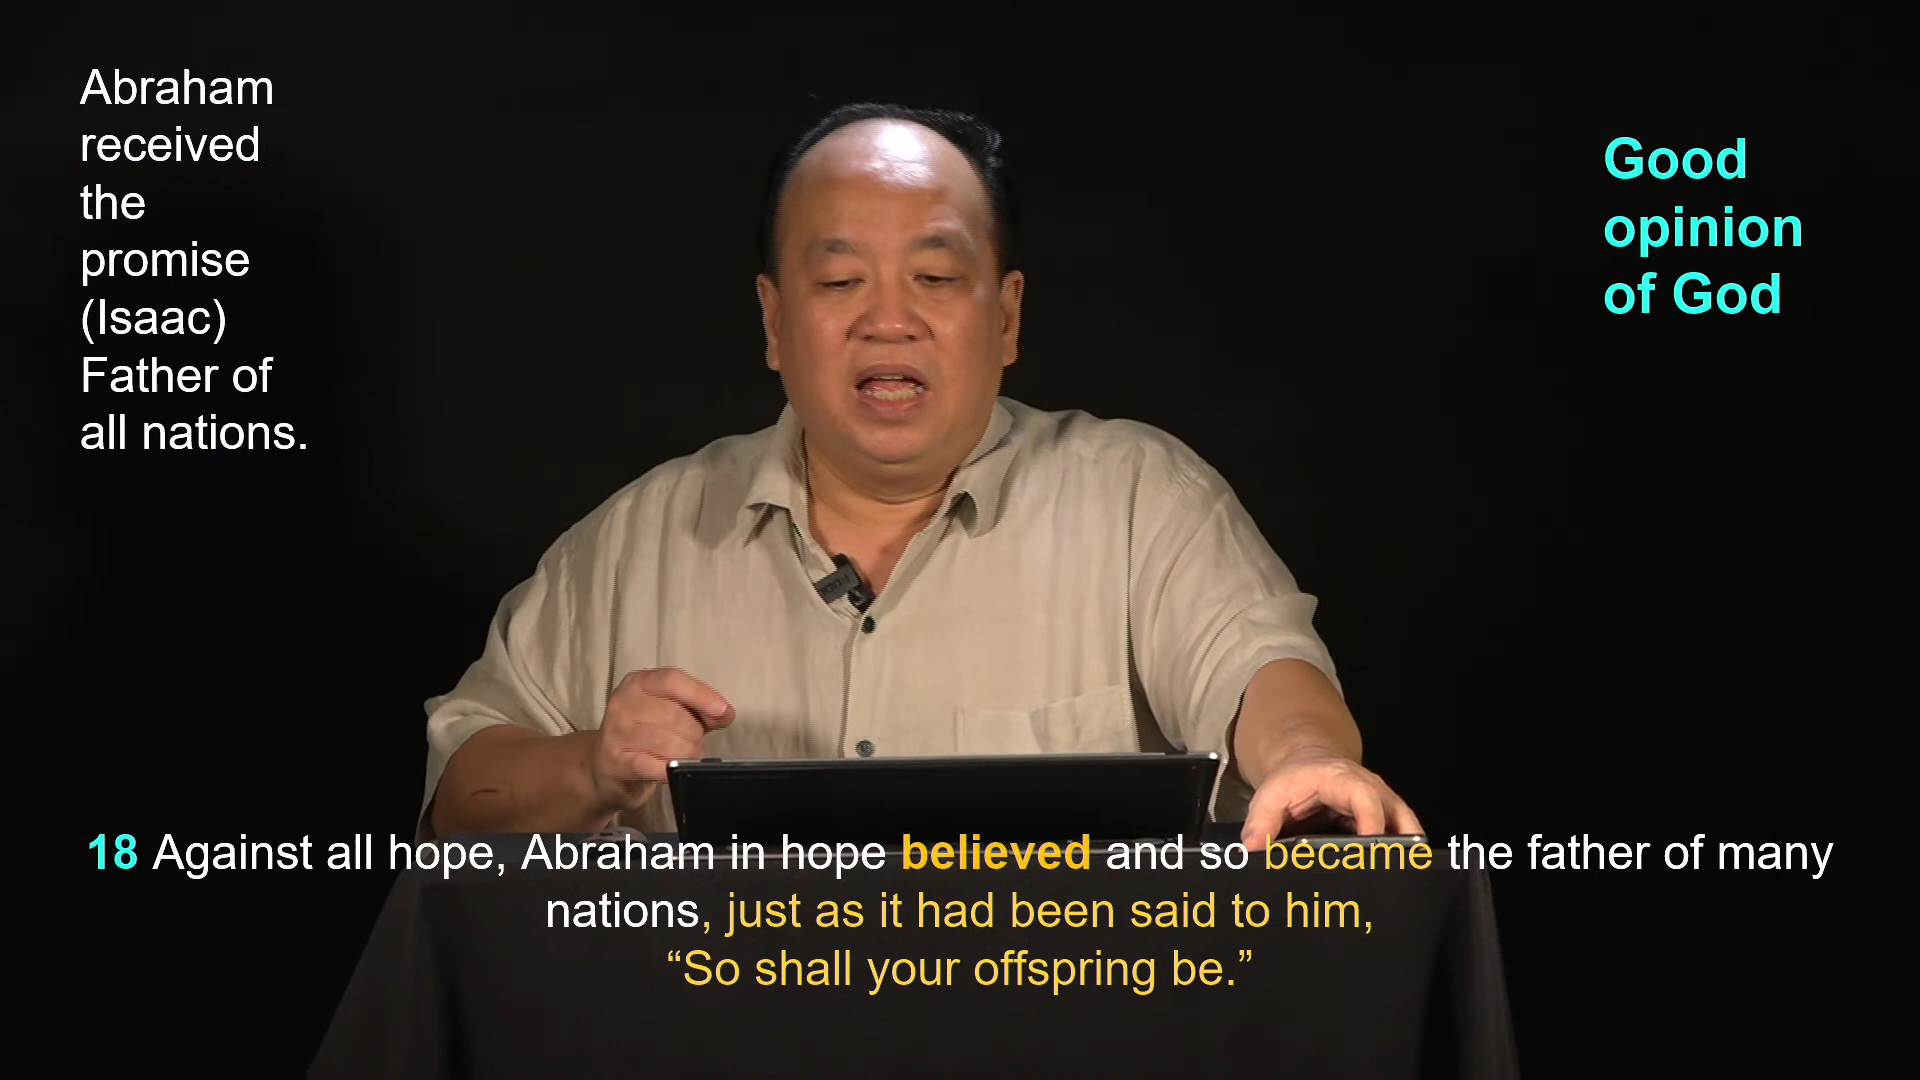 Abraham
received
the
promise
(Isaac)
Father of
all nations.
Good
opinion
of God
18 Against all hope, Abraham in hope believed and so became the father of many
nations, just as it had been said to him,
“So shall your offspring be.”